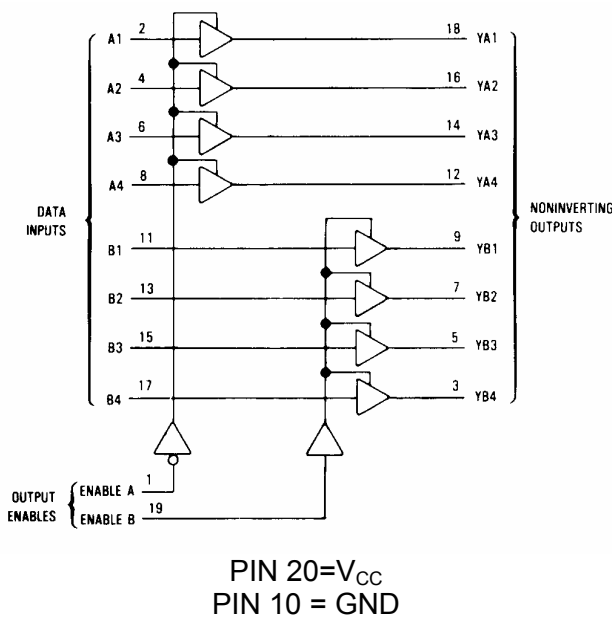 A1 2 18 YA1
A2 4 16 YA2
A3 6 14 YA3
A4 8 12 YA4
DATA
INPUTS
NONINVERTING
OUTPUTS
B1 11 9 YB1
B2 13 7 YB2
B3 15 5 YB3
B4 17 3 YB4
OUTPUT
ENABLES
ENABLE A 1
ENABLE B 19
PIN 20=VCC
PIN 10 = GND